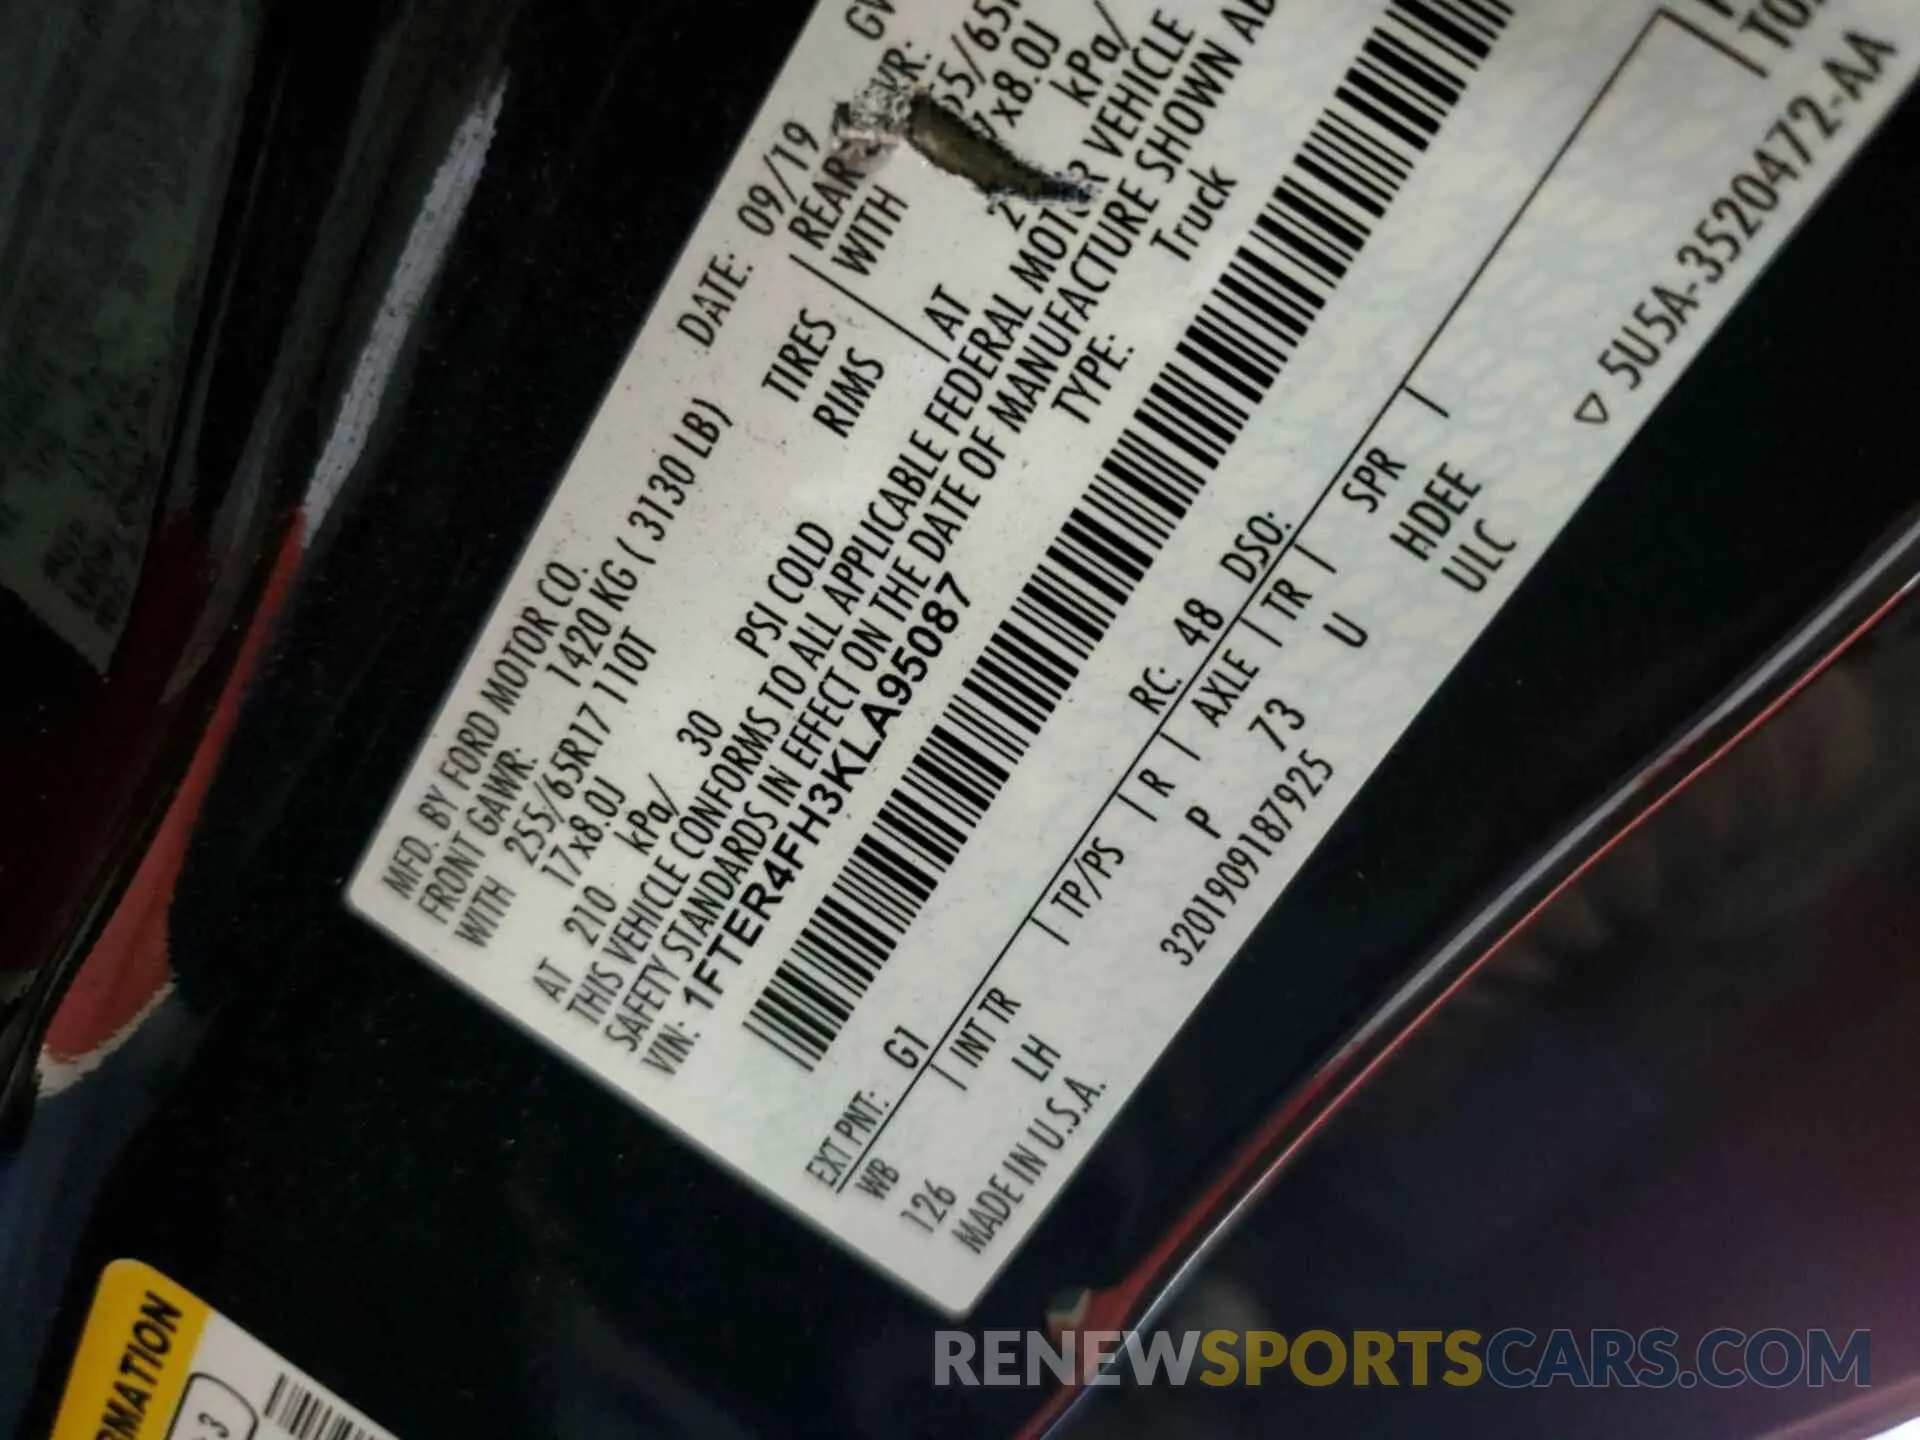 MFD. BY FORD MOTOR CO.
DATE: 09/19
FRONT GAWR: 1420 KG ( 3130 LB)
REAR
WITH 255/65R17 110T TIRES WITH
17x8.0J RIMS
AT 210 kPa/ 30 PSI COLD AT kPa/
THIS VEHICLE CONFORMS TO ALL APPLICABLE FEDERAL MOTOR VEHICLE
SAFETY STANDARDS IN EFFECT ON THE DATE OF MANUFACTURE SHOWN
VIN: 1FTER4FH3KLA95087 TYPE: Truck
EXT PNT: G1 RC: 48 DSO:
WB | INT TR | TP/PS | R | AXLE | TR | SPR |
126 LH P 73 U HDEE
MADE IN U.S.A. 3201909187925 ULC
▽ 5U5A-3520472-AA
RENEWSPORTSCARS.COM